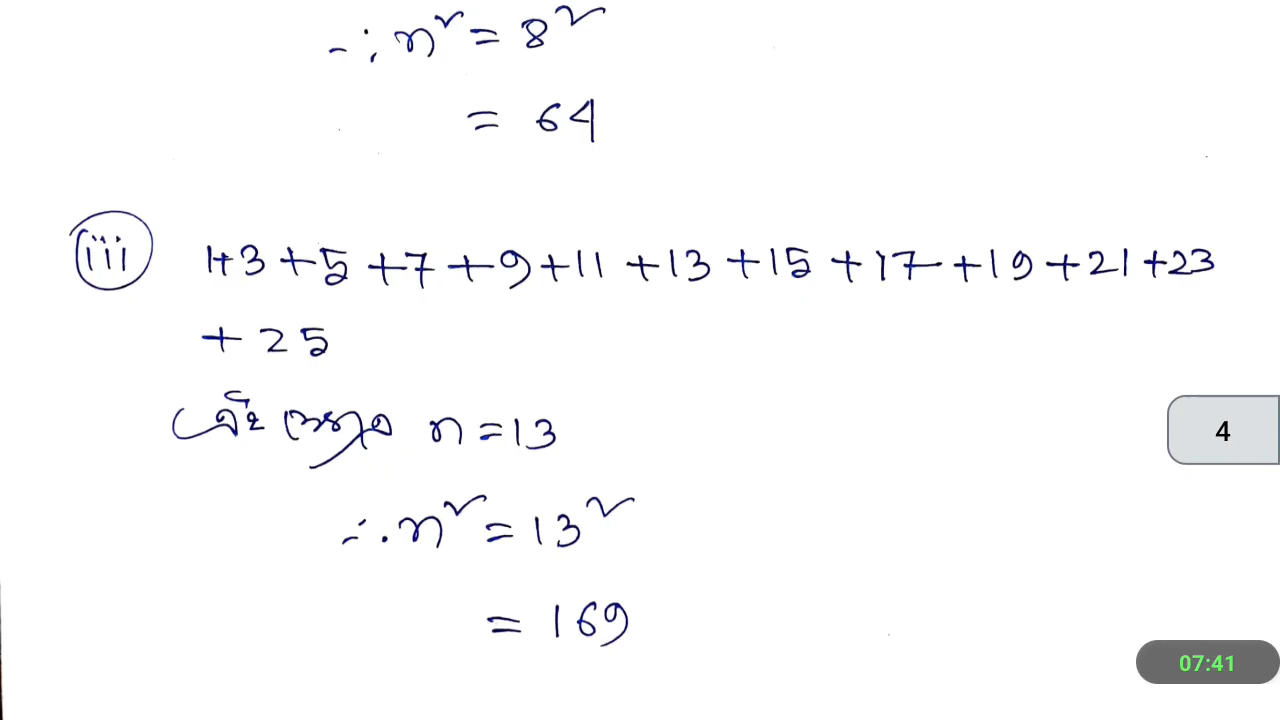 ∴ n² = 8²
= 64
(iii) 1+3+5+7+9+11+13+15+17+19+21+23
+25
n=13
4
∴ n² = 13²
= 169
07:41